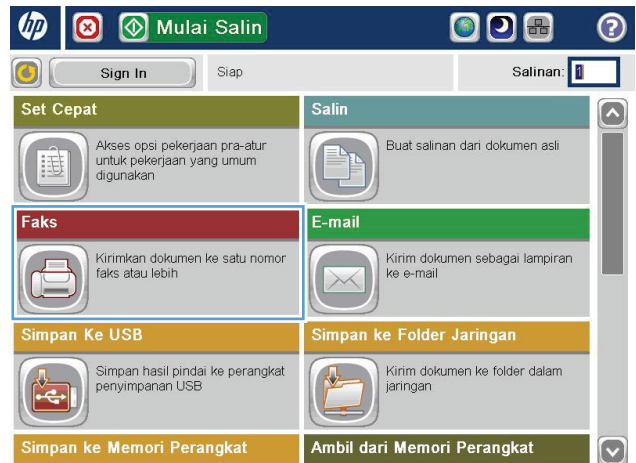 hp Mulai Salin ?
Sign In Siap Salinan: 1
Set Cepat
Akses opsi pekerjaan pra-atur
untuk pekerjaan yang umum
digunakan
Salin
Buat salinan dari dokumen asli
Faks
Kirimkan dokumen ke satu nomor
faks atau lebih
E-mail
Kirim dokumen sebagai lampiran
ke e-mail
Simpan Ke USB
Simpan hasil pindai ke perangkat
penyimpanan USB
Simpan ke Folder Jaringan
Kirim dokumen ke folder dalam
jaringan
Simpan ke Memori Perangkat
Ambil dari Memori Perangkat